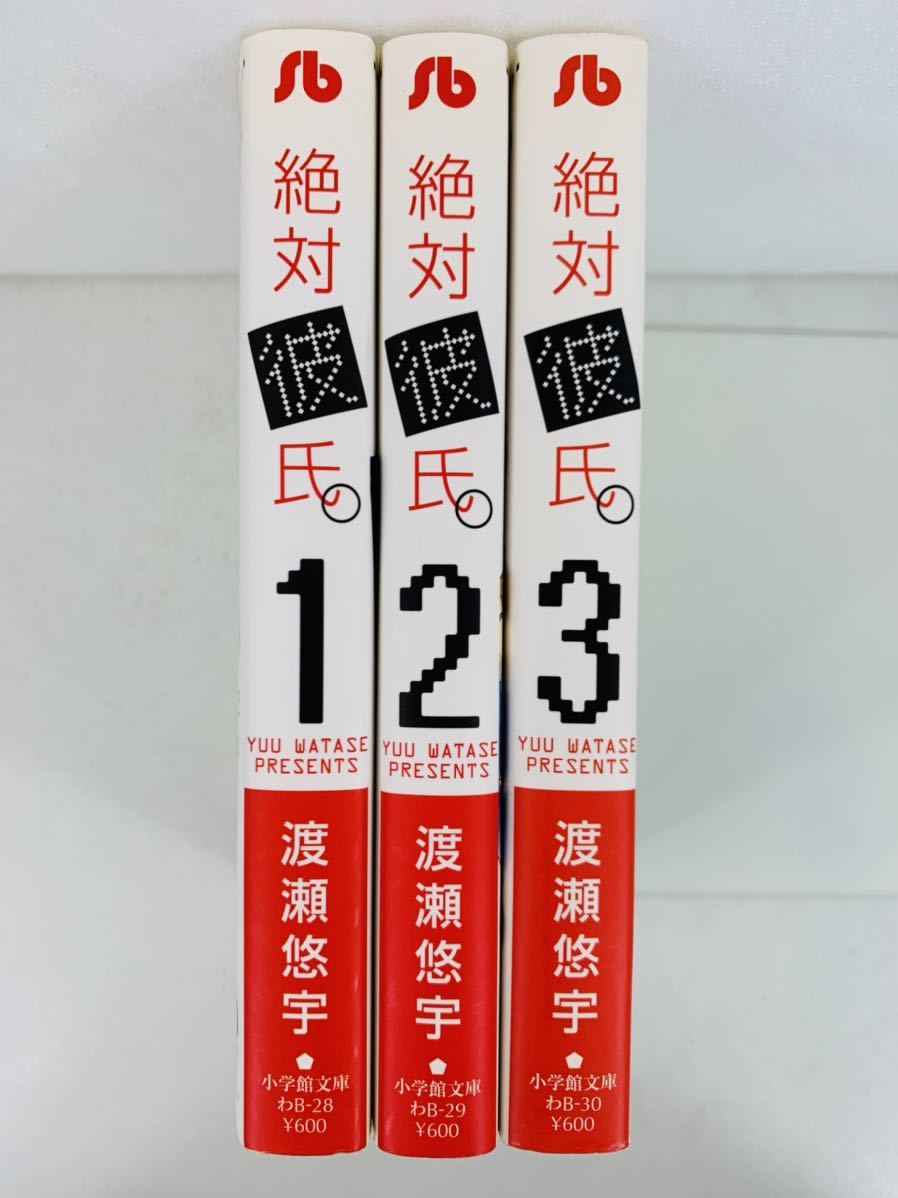 Sb
絶対彼氏。
1
YUU WATASE
PRESENTS
渡瀬悠宇
小学館文庫
わB-28
¥600
Sb
絶対彼氏。
2
YUU WATASE
PRESENTS
渡瀬悠宇
小学館文庫
わB-29
¥600
Sb
絶対彼氏。
3
YUU WATASE
PRESENTS
渡瀬悠宇
小学館文庫
わB-30
¥600